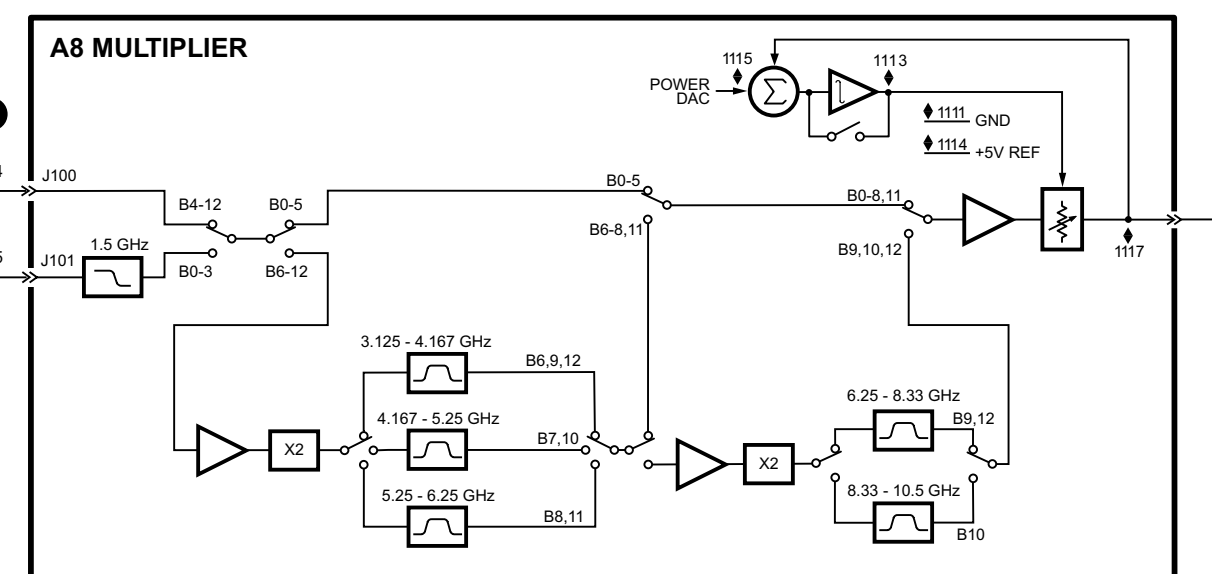 A8 MULTIPLIER
1115
1113
POWER
DAC
Σ
1111 GND
1114 +5V REF
J100
B4-12
B0-5
B0-5
B0-8,11
B6-8,11
B9,10,12
1117
1.5 GHz
J101
B0-3
B6-12
3.125 - 4.167 GHz
B6,9,12
4.167 - 5.25 GHz
B7,10
X2
5.25 - 6.25 GHz
B8,11
6.25 - 8.33 GHz
B9,12
X2
8.33 - 10.5 GHz
B10